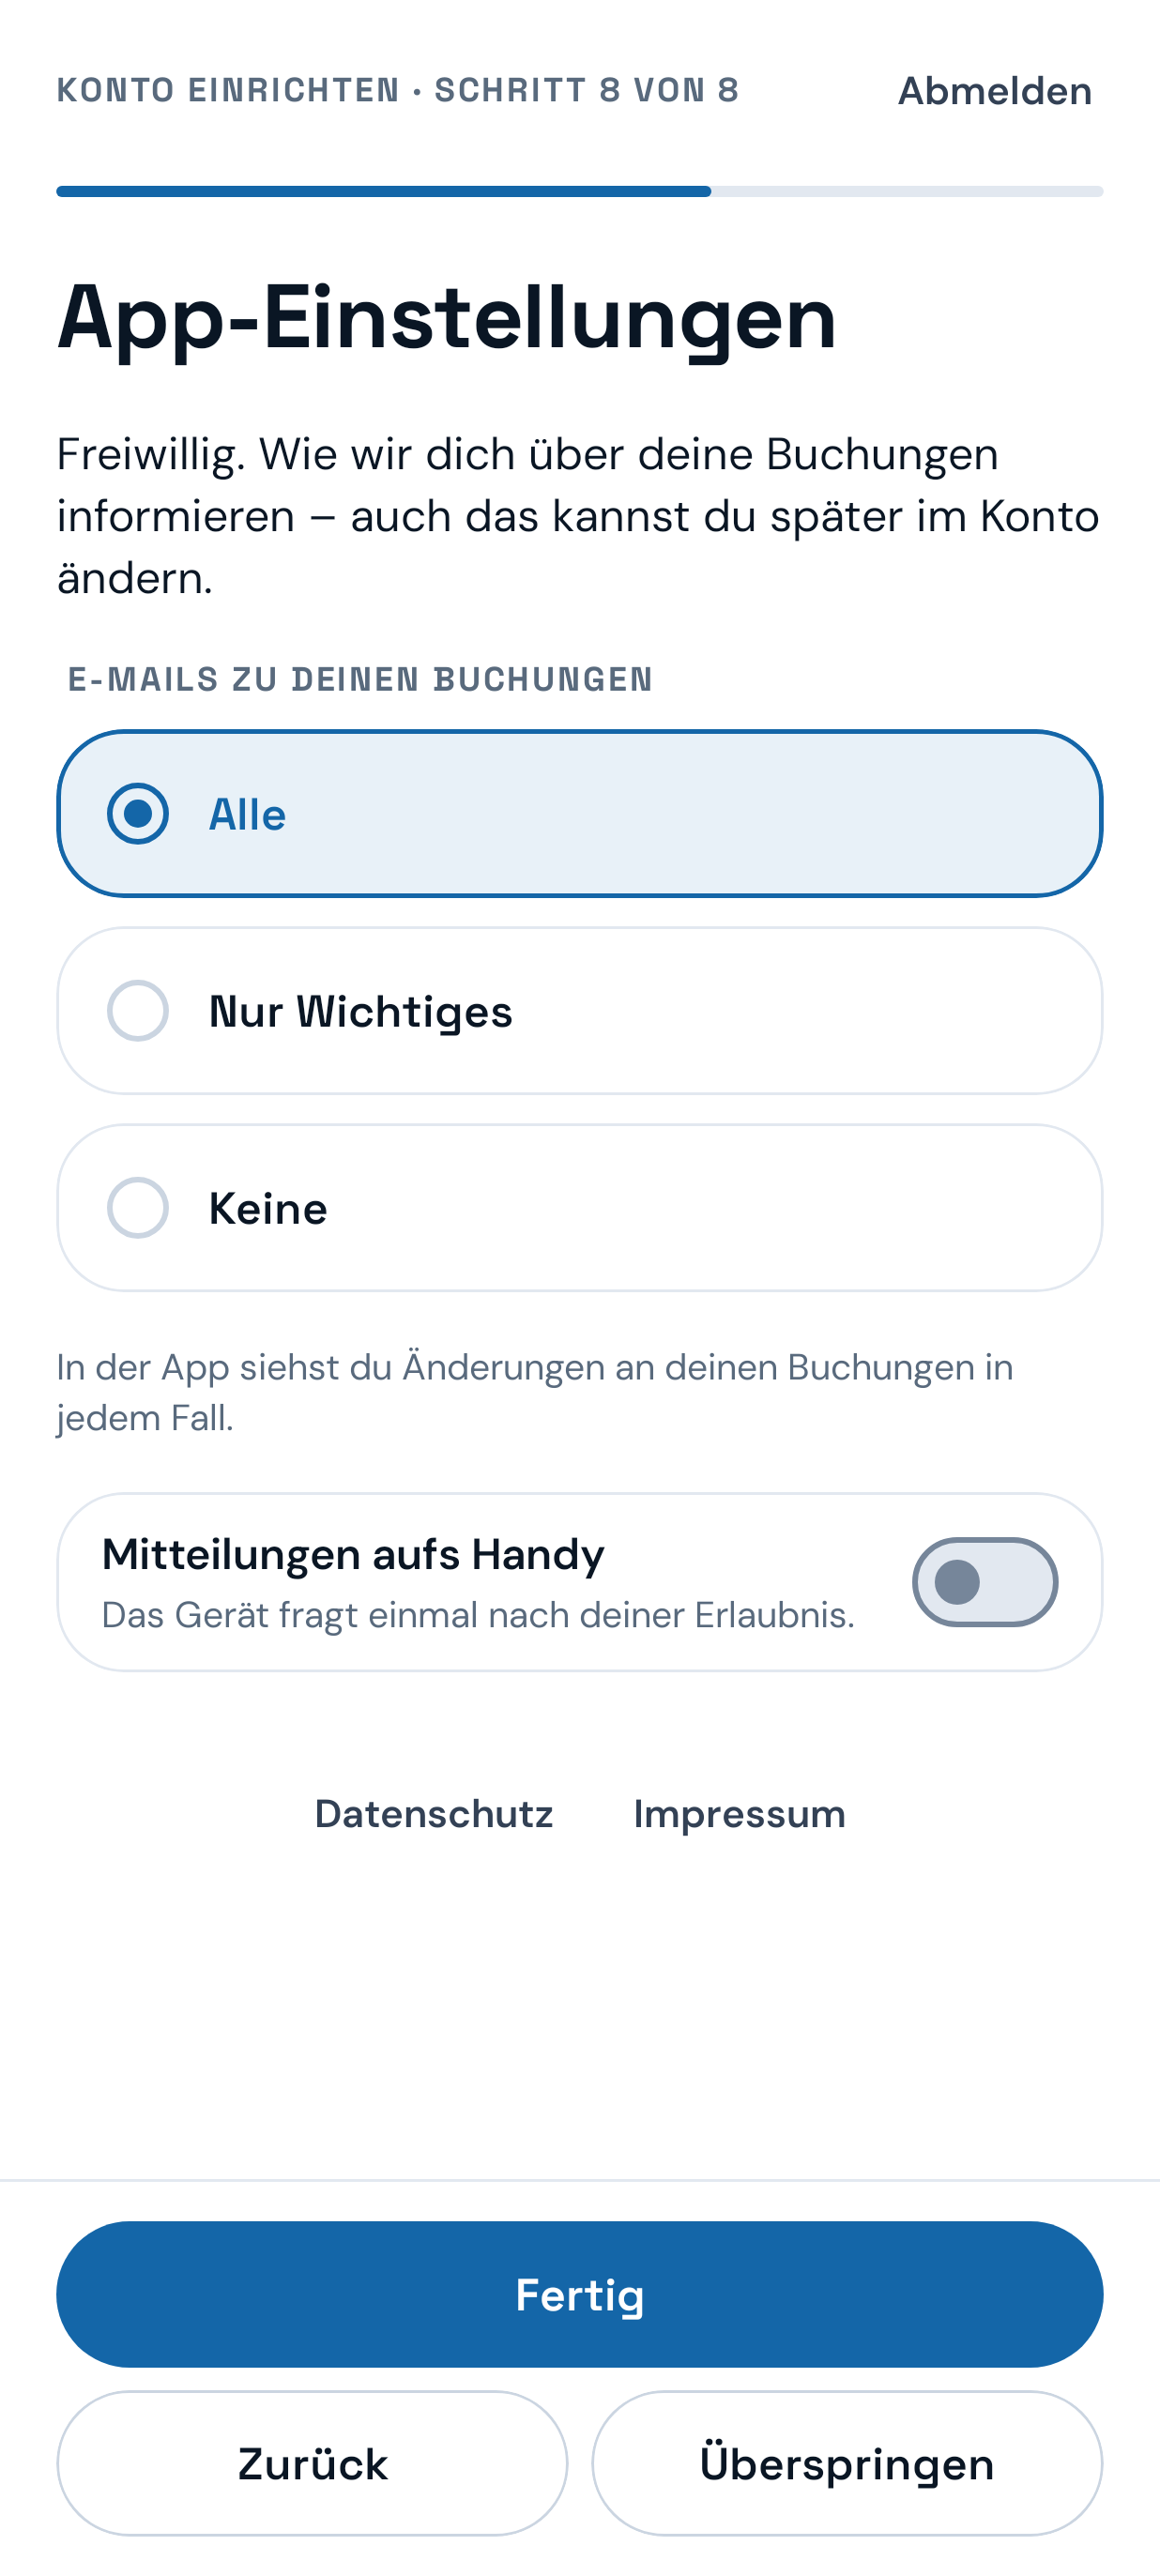 KONTO EINRICHTEN · SCHRITT 8 VON 8
Abmelden
App-Einstellungen
Freiwillig. Wie wir dich über deine Buchungen
informieren – auch das kannst du später im Konto
ändern.
E-MAILS ZU DEINEN BUCHUNGEN
Alle
Nur Wichtiges
Keine
In der App siehst du Änderungen an deinen Buchungen in
jedem Fall.
Mitteilungen aufs Handy
Das Gerät fragt einmal nach deiner Erlaubnis.
Datenschutz
Impressum
Fertig
Zurück
Überspringen